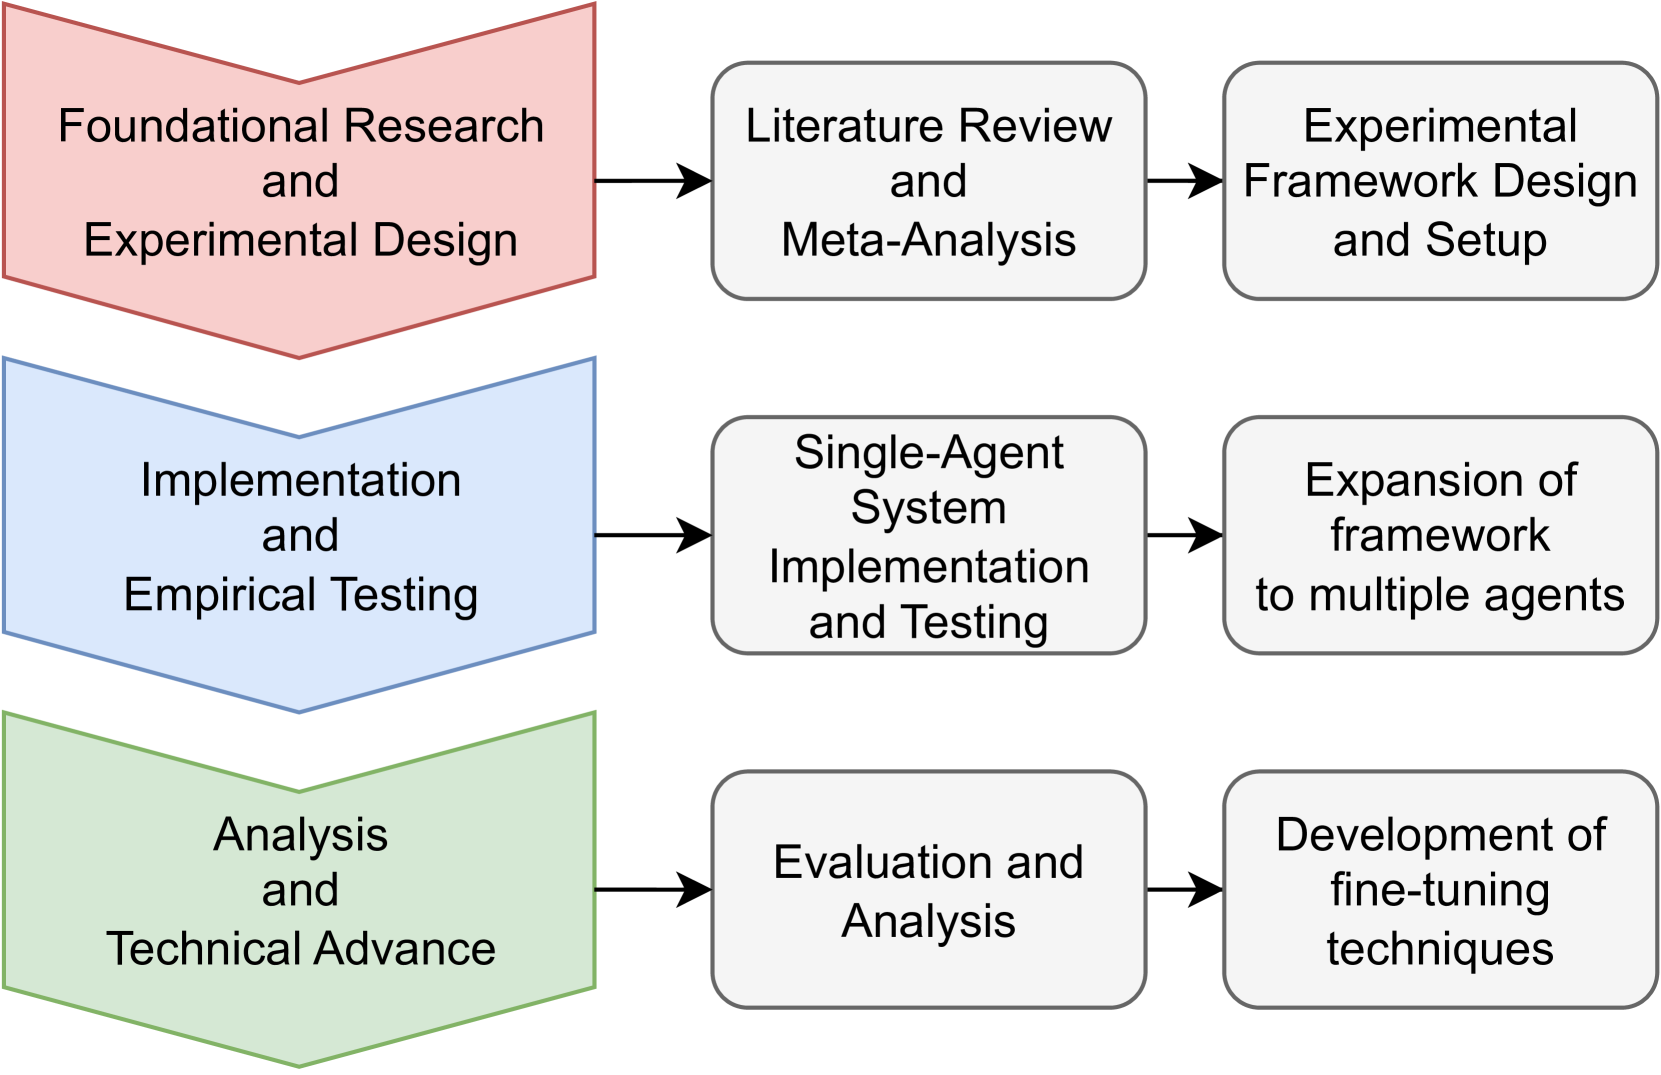 Foundational Research
and
Experimental Design
Literature Review
and
Meta-Analysis
Experimental
Framework Design
and Setup
Implementation
and
Empirical Testing
Single-Agent
System
Implementation
and Testing
Expansion of
framework
to multiple agents
Analysis
and
Technical Advance
Evaluation and
Analysis
Development of
fine-tuning
techniques